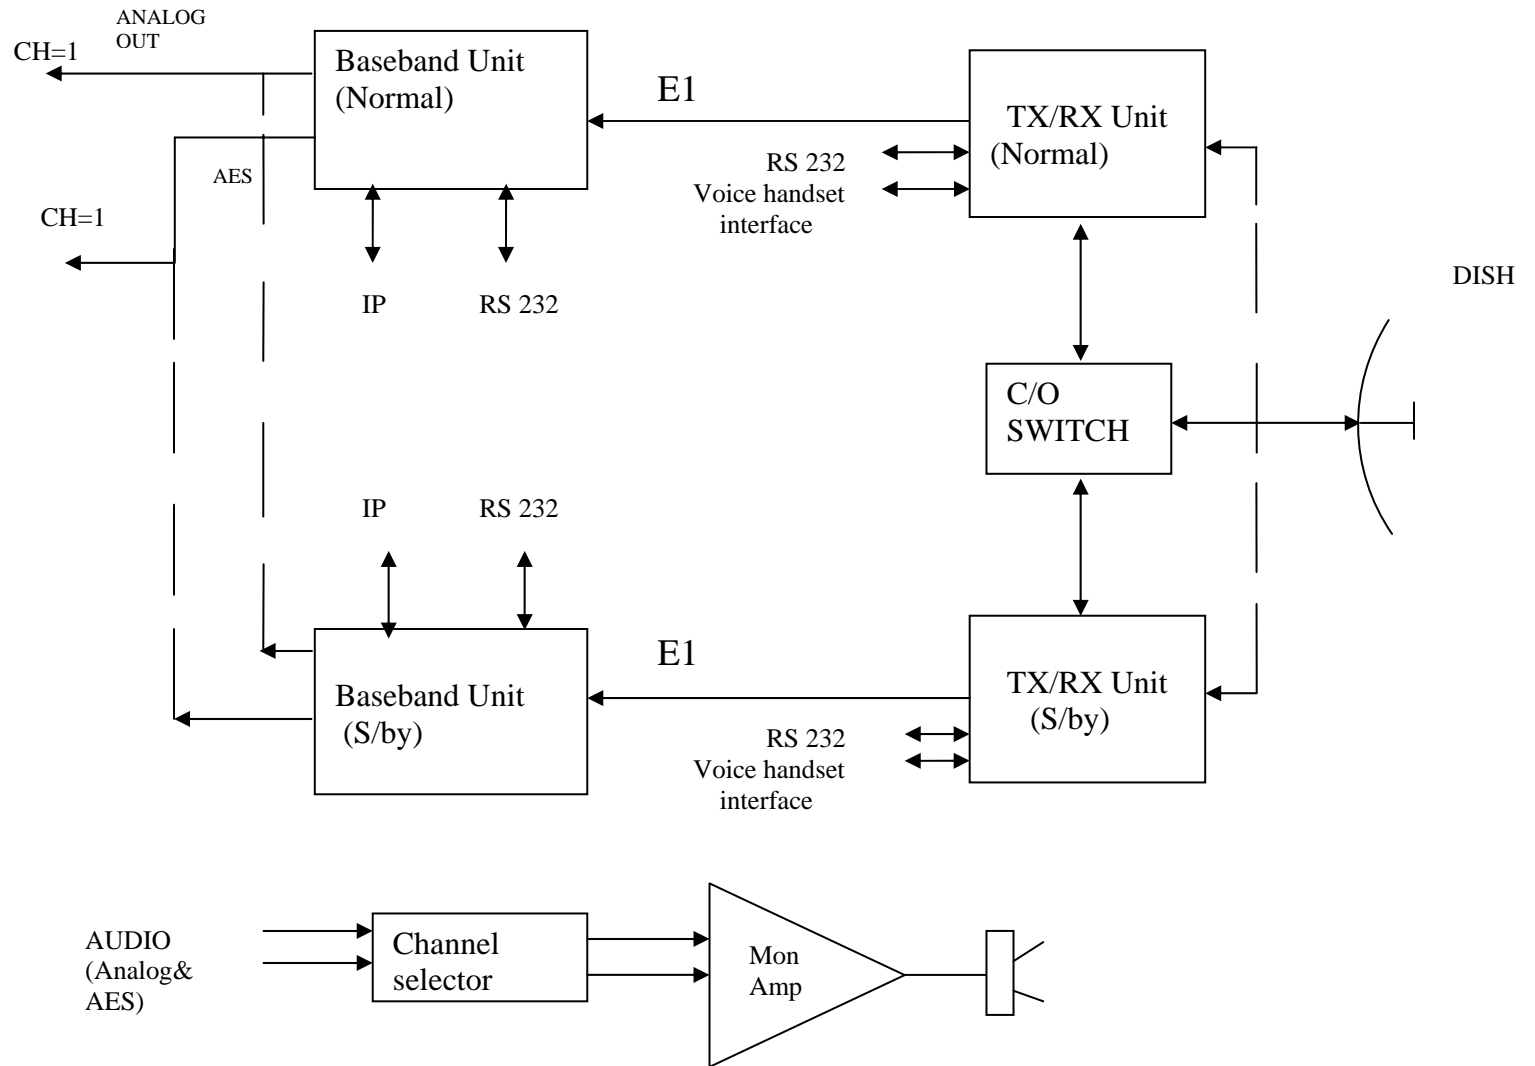 ANALOG
OUT
CH=1
Baseband Unit
(Normal)
E1
TX/RX Unit
(Normal)
RS 232
Voice handset
interface
AES
CH=1
IP
RS 232
DISH
C/O
SWITCH
IP
RS 232
E1
Baseband Unit
(S/by)
TX/RX Unit
(S/by)
RS 232
Voice handset
interface
AUDIO
(Analog&
AES)
Channel
selector
Mon
Amp